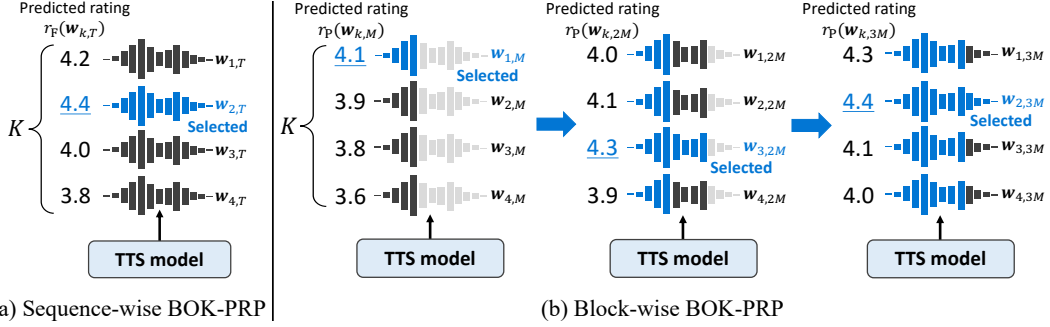 Predicted rating
r_F(w_{k,T})
4.2
w_{1,T}
4.4
w_{2,T}
Selected
K
4.0
w_{3,T}
3.8
w_{4,T}
TTS model
a) Sequence-wise BOK-PRP
Predicted rating
r_P(w_{k,M})
4.1
w_{1,M}
Selected
3.9
w_{2,M}
K
3.8
w_{3,M}
3.6
w_{4,M}
TTS model
Predicted rating
r_P(w_{k,2M})
4.0
w_{1,2M}
4.1
w_{2,2M}
4.3
w_{3,2M}
Selected
3.9
w_{4,2M}
TTS model
Predicted rating
r_P(w_{k,3M})
4.3
w_{1,3M}
4.4
w_{2,3M}
Selected
4.1
w_{3,3M}
4.0
w_{4,3M}
TTS model
(b) Block-wise BOK-PRP